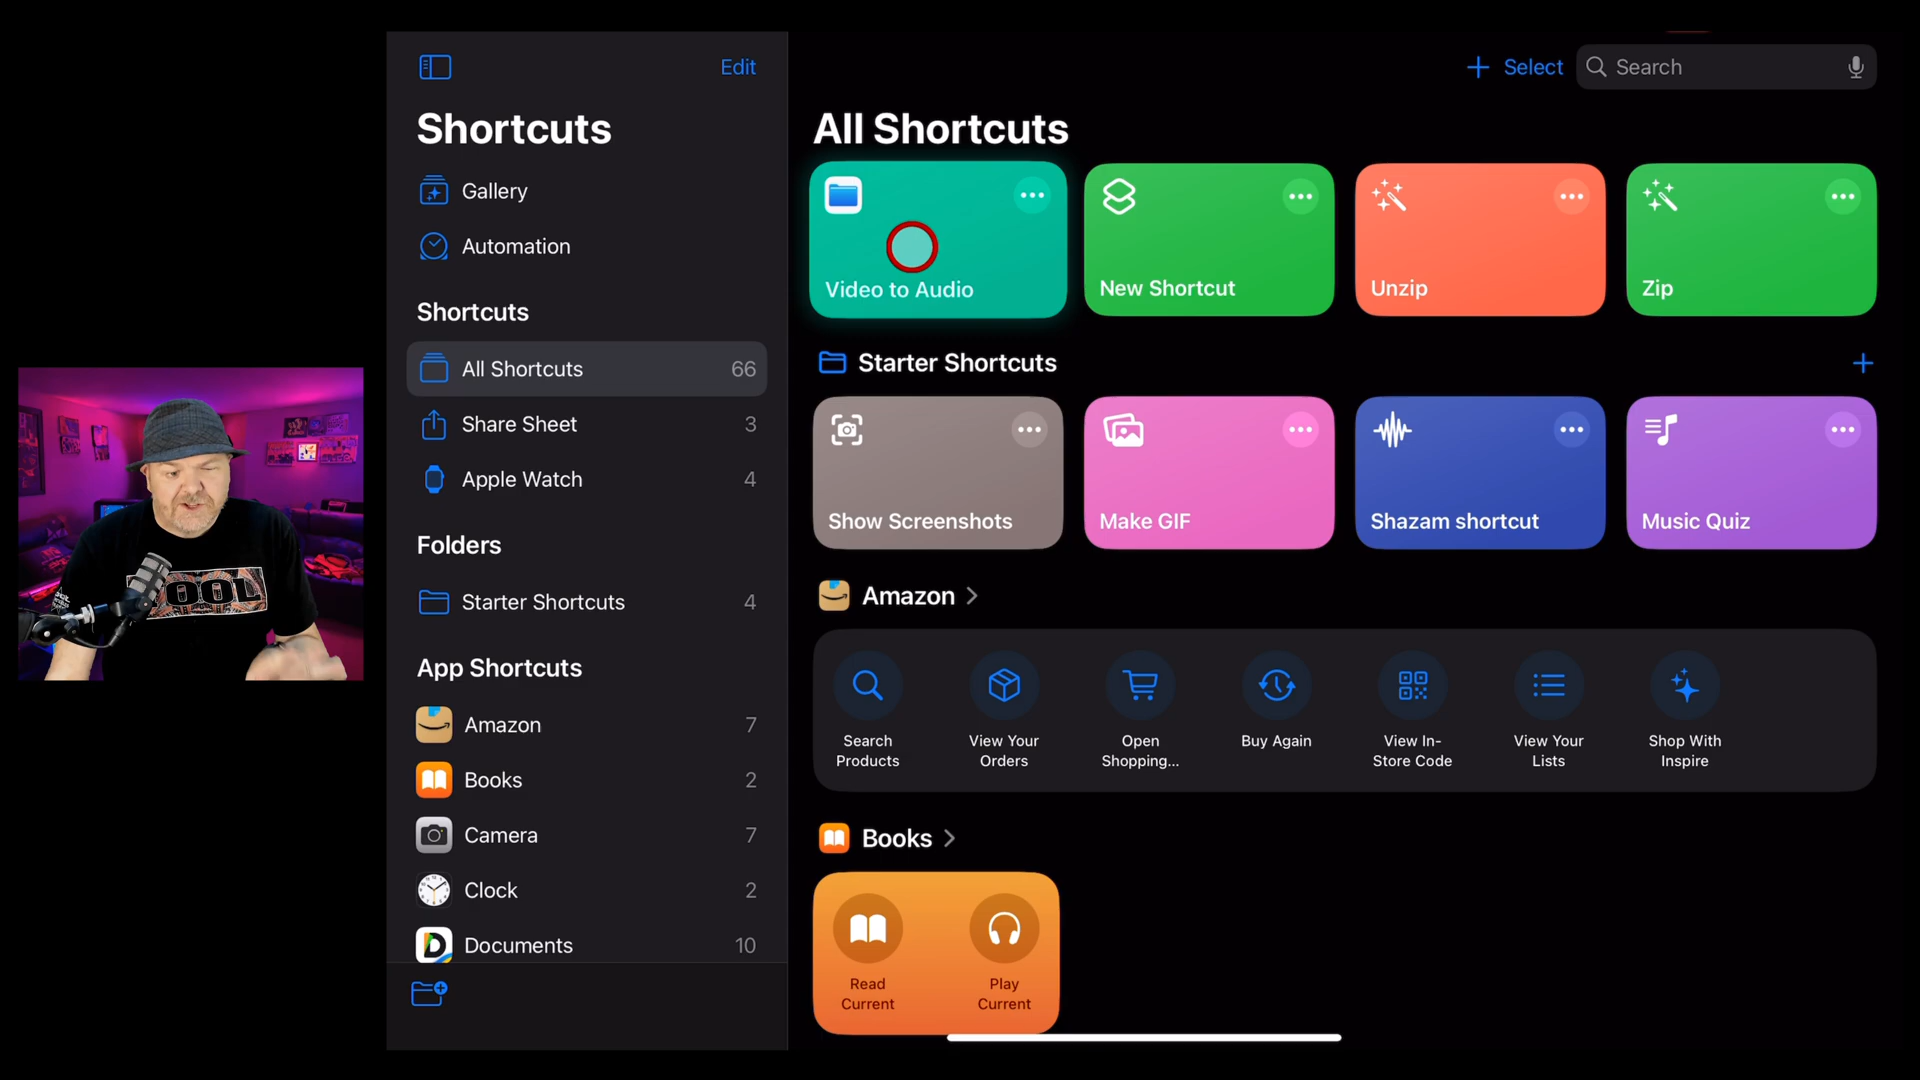 Edit
Shortcuts
Gallery
Automation
Shortcuts
All Shortcuts 66
Share Sheet 3
Apple Watch 4
Folders
Starter Shortcuts 4
App Shortcuts
Amazon 7
Books 2
Camera 7
Clock 2
Documents 10
Select
Search
All Shortcuts
Video to Audio
New Shortcut
Unzip
Zip
Starter Shortcuts
Show Screenshots
Make GIF
Shazam shortcut
Music Quiz
Amazon
Search
Products
View Your
Orders
Open
Shopping...
Buy Again
View In-
Store Code
View Your
Lists
Shop With
Inspire
Books
Read
Current
Play
Current